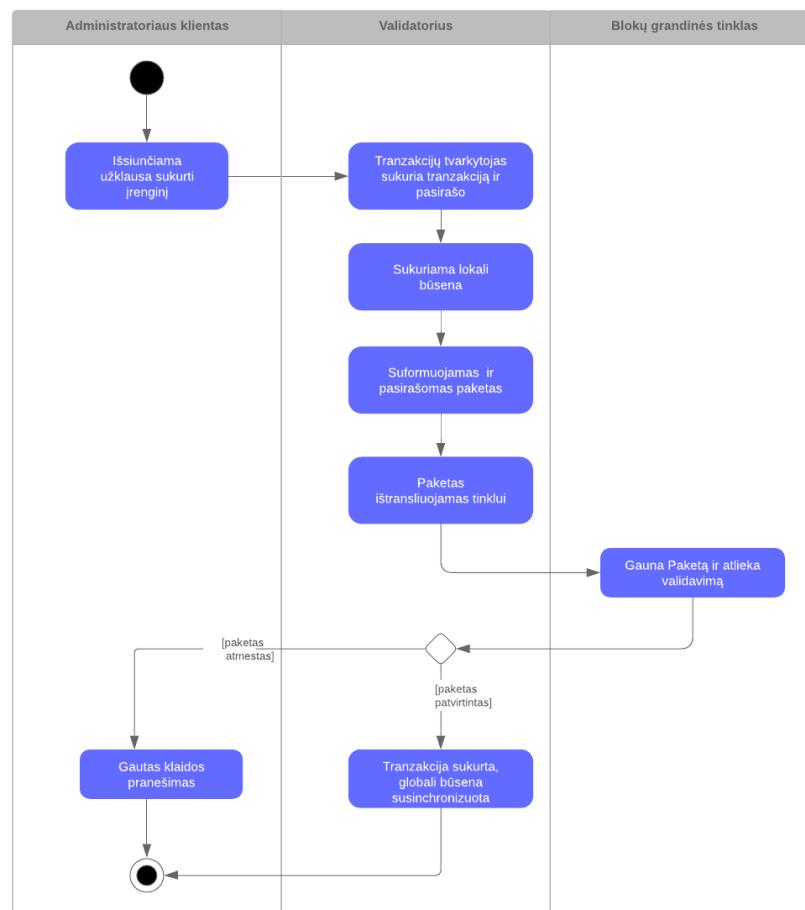 Administratoriaus klientas
Validatorius
Blokų grandinės tinklas
Išsiunčiama
užklausa sukurti
įrenginį
Tranzakcijų tvarkytojas
sukuria tranzakciją ir
pasirašo
Sukuriama lokali
būsena
Suformuojamas ir
pasirašomas paketas
Paketas
ištransliuojamas tinklui
Gauna Paketą ir atlieka
validavimą
[paketas
atmestas]
[paketas
patvirtintas]
Gautas klaidos
pranešimas
Tranzakcija sukurta,
globali būsena
susinchronizuota